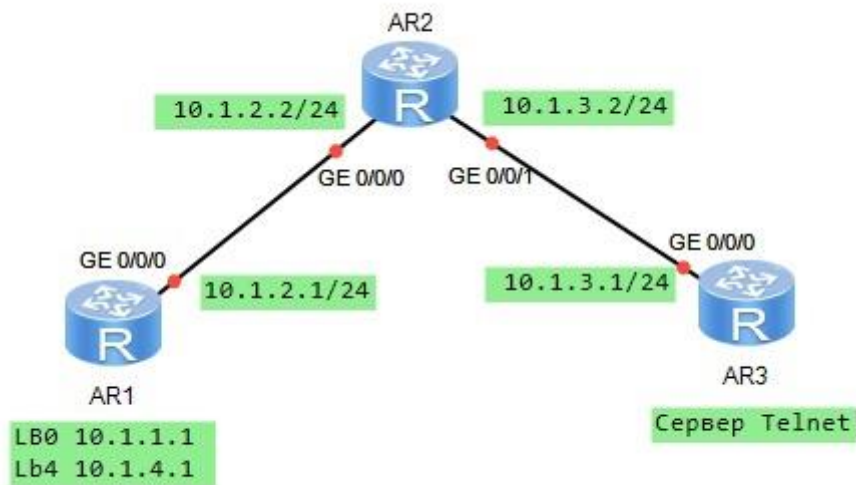 AR2
10.1.2.2/24
10.1.3.2/24
R
GE 0/0/0
GE 0/0/1
GE 0/0/0
GE 0/0/0
10.1.2.1/24
10.1.3.1/24
R
R
AR1
AR3
LB0 10.1.1.1
Lb4 10.1.4.1
Сервер Telnet